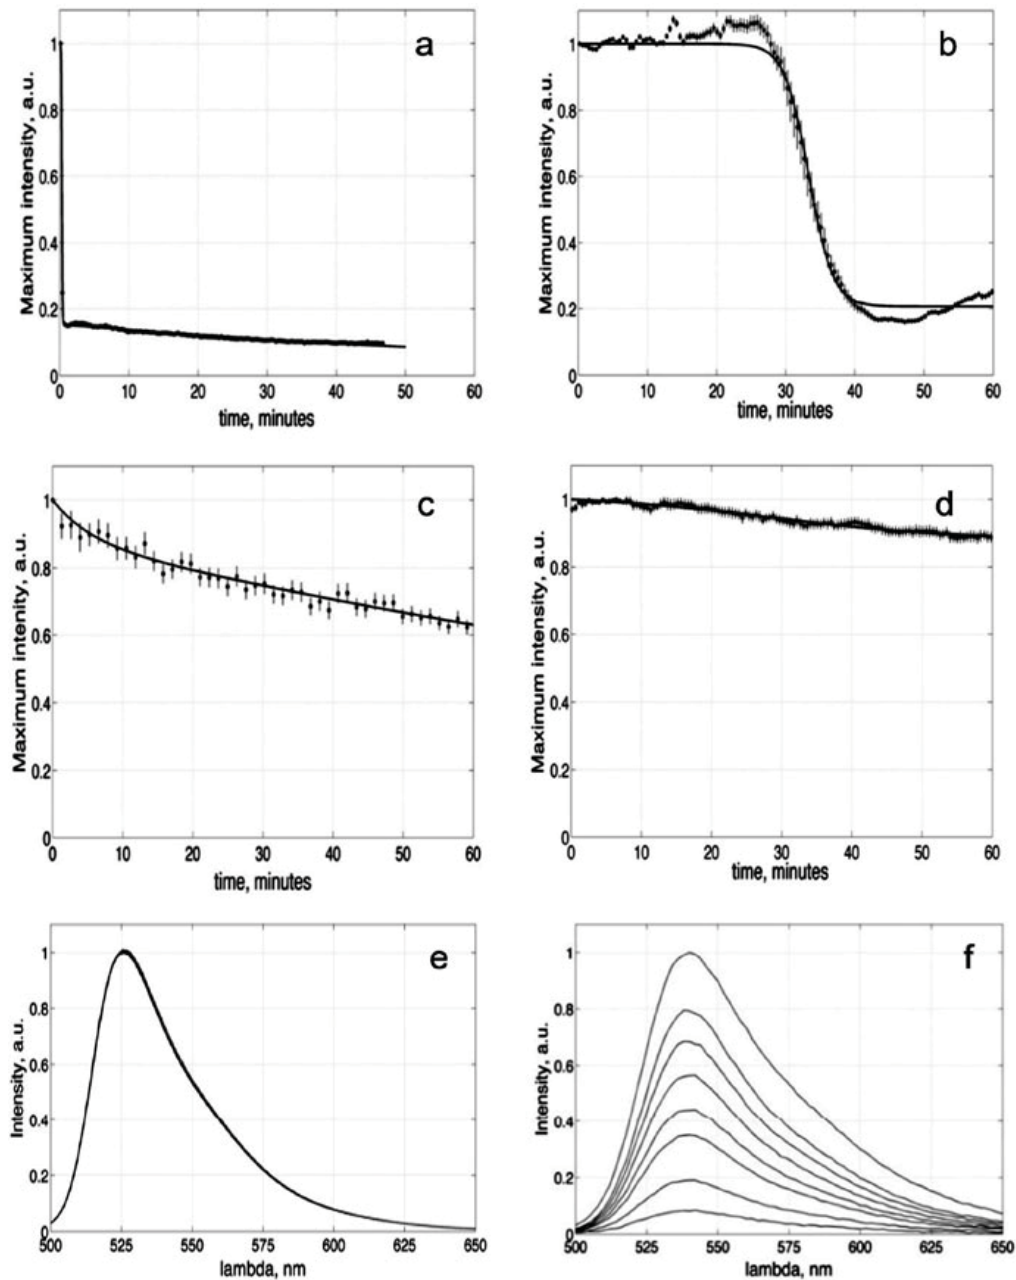 a
Maximum intensity, a.u.
1
0.8
0.6
0.4
0.2
0
0 10 20 30 40 50 60
time, minutes
b
Maximum intensity, a.u.
1
0.8
0.6
0.4
0.2
0
0 10 20 30 40 50 60
time, minutes
c
Maximum intenity, a.u.
1
0.8
0.6
0.4
0.2
0
0 10 20 30 40 50 60
time, minutes
d
Maximum intensity, a.u.
1
0.8
0.6
0.4
0.2
0
0 10 20 30 40 50 60
time, minutes
e
Intensity, a.u.
1
0.8
0.6
0.4
0.2
0
500 525 550 575 600 625 650
lambda, nm
f
Intensity, a.u.
1
0.8
0.6
0.4
0.2
0
500 525 550 575 600 625 650
lambda, nm